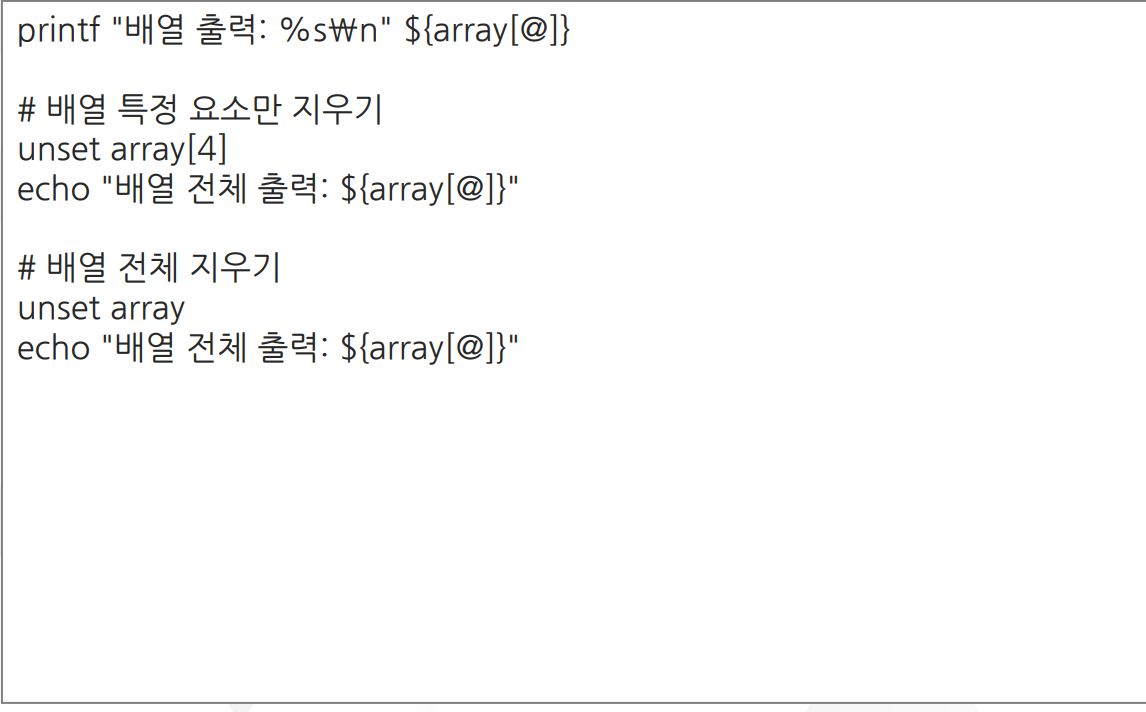 printf "배열 출력: %s₩n" ${array[@]}
# 배열 특정 요소만 지우기
unset array[4]
echo "배열 전체 출력: ${array[@]}"
# 배열 전체 지우기
unset array
echo "배열 전체 출력: ${array[@]}"